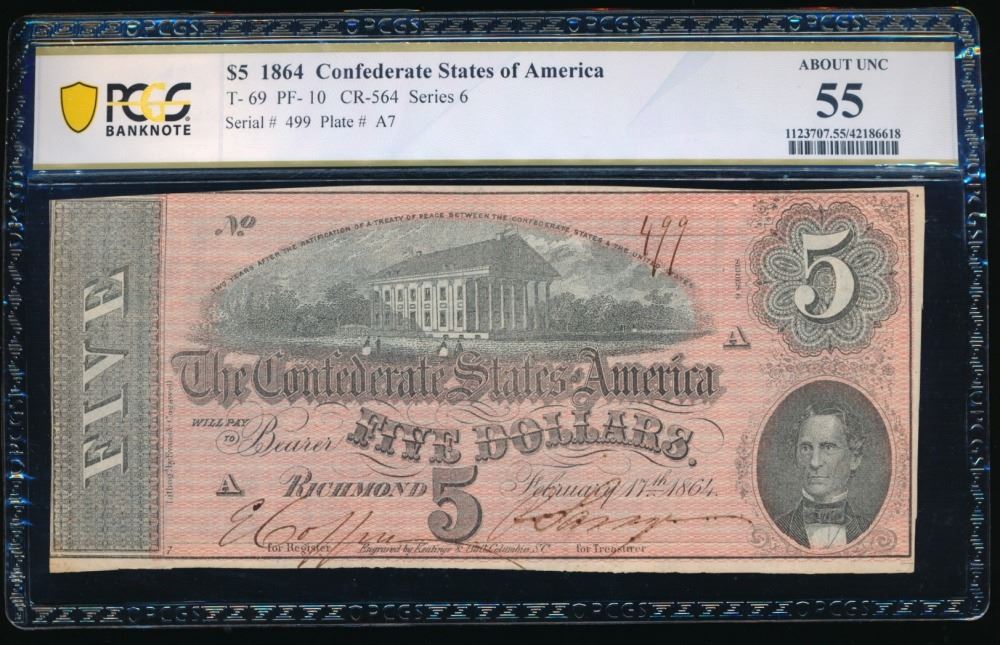 PCGS
BANKNOTE
$5 1864 Confederate States of America
T- 69 PF- 10 CR-564 Series 6
Serial # 499 Plate # A7
ABOUT UNC
55
1123707.55/42186618
No
499
TWO YEARS AFTER THE RATIFICATION OF A TREATY OF PEACE BETWEEN THE CONFEDERATE STATES & THE UNITED STATES
5
SERIES 6
A
FIVE
The Confederate States of America
WILL PAY
TO Bearer FIVE DOLLARS.
A RICHMOND 5 February 17th 1864
for Register Engraved by Keatinge & Ball Columbia, S.C. for Treasurer
7